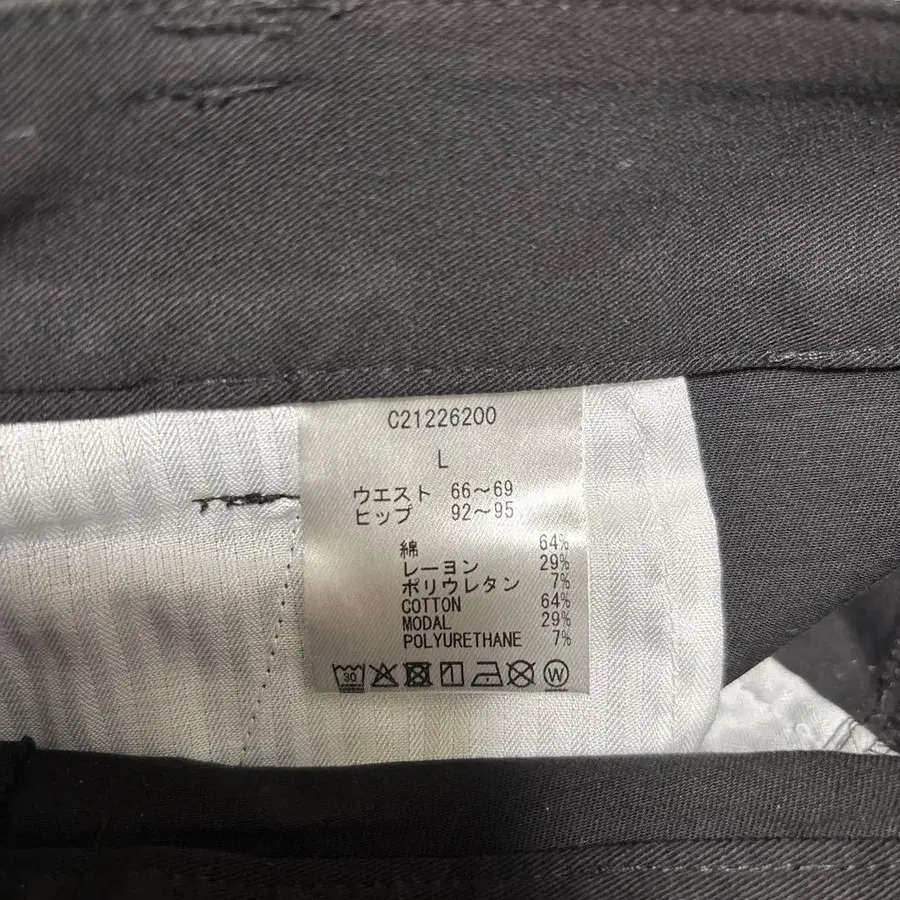 C21226200
L
ウエスト 66～69
ヒップ 92～95
綿 64%
レーヨン 29%
ポリウレタン 7%
COTTON 64%
MODAL 29%
POLYURETHANE 7%
30 W